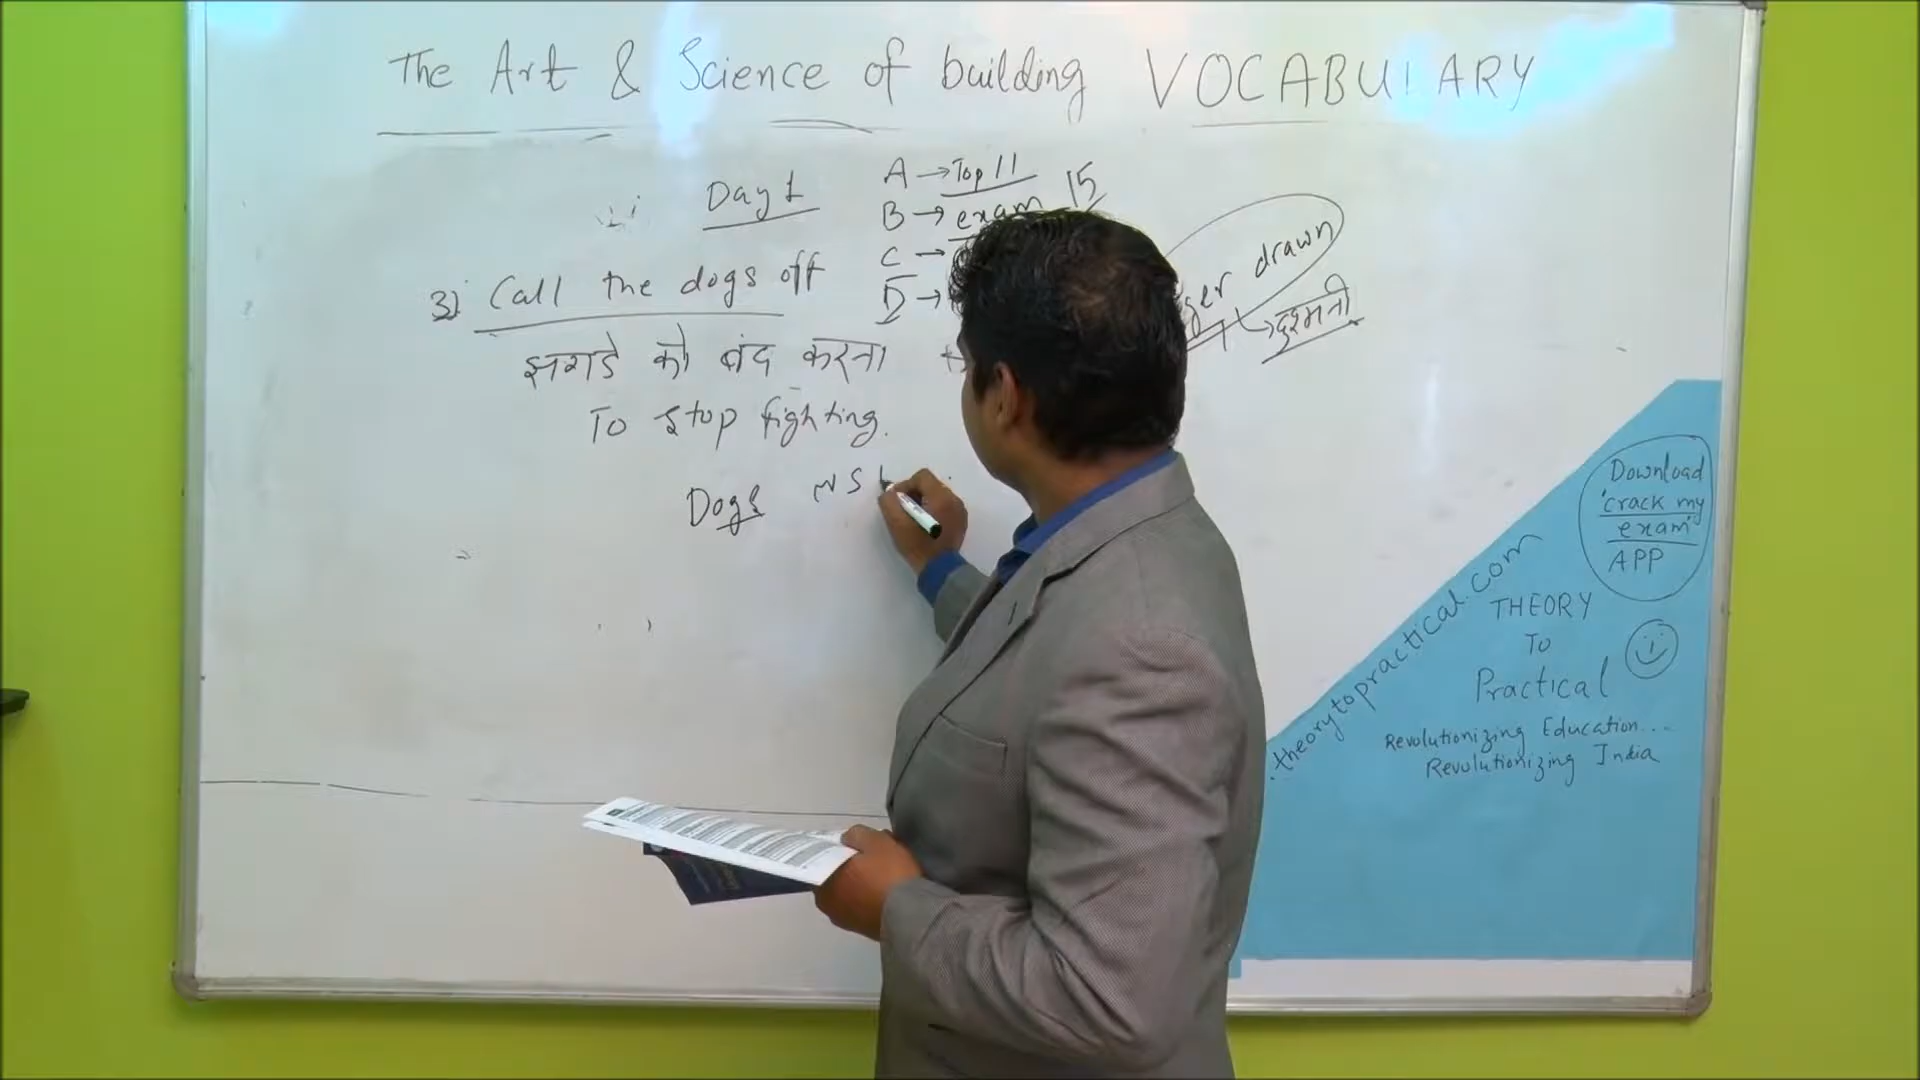 The Art & Science of building VOCABULARY
Day 1
A → Top 11
B → exam 15
C →
D →
3) Call the dogs off
झगडे को बंद करना
To stop fighting.
Dogs
drawn
दुश्मनी
Download
'crack my
exam'
APP
.theorytopractical.com
THEORY
To
Practical
Revolutionizing Education...
Revolutionizing India